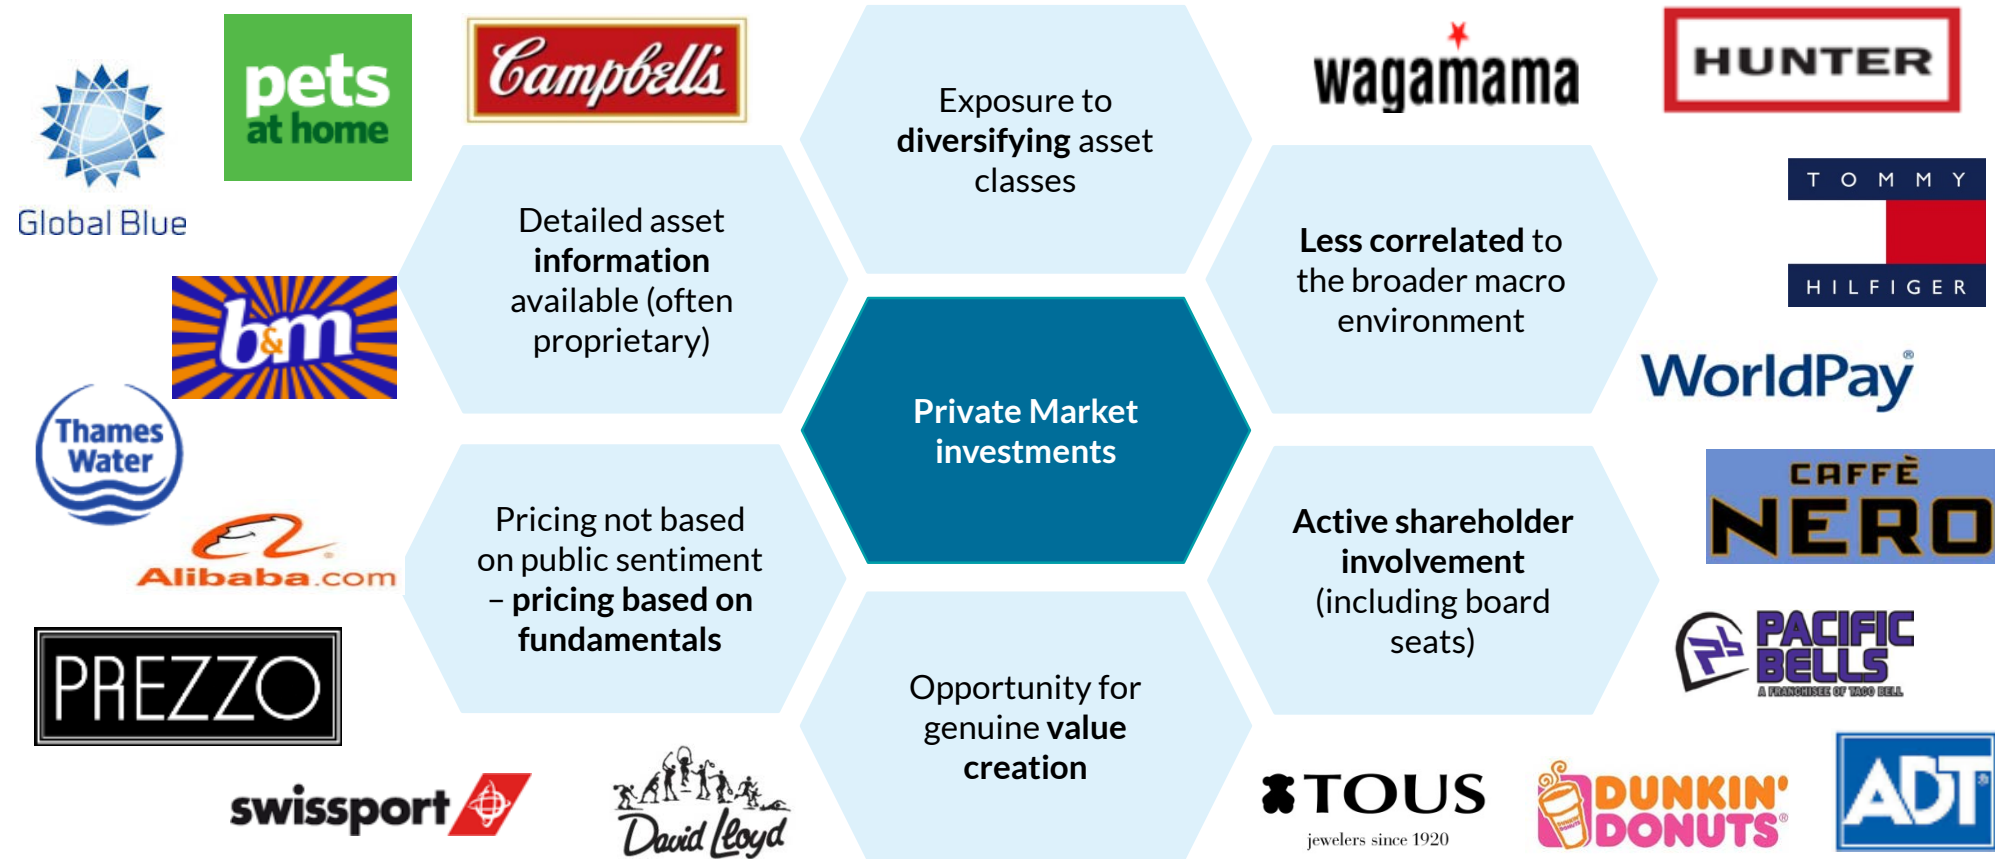 Global Blue
pets
at home
Campbell's
b&m
Thames
Water
Alibaba.com
PREZZO
swissport
David Lloyd
Exposure to
diversifying asset
classes
Detailed asset
information
available (often
proprietary)
Less correlated to
the broader macro
environment
Private Market
investments
Pricing not based
on public sentiment
– pricing based on
fundamentals
Active shareholder
involvement
(including board
seats)
Opportunity for
genuine value
creation
wagamama
HUNTER
TOMMY
HILFIGER
WorldPay®
CAFFÈ
NERO
PACIFIC
BELLS
A FRANCHISEE OF TACO BELL
TOUS
jewelers since 1920
DUNKIN'
DONUTS®
ADT®